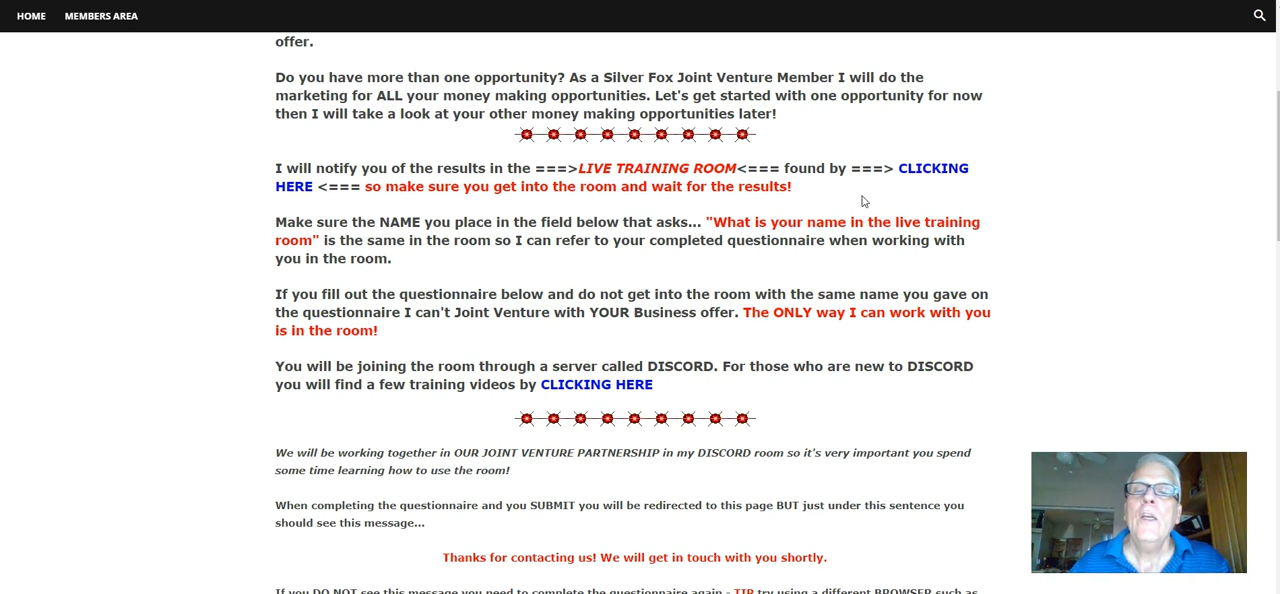 HOME MEMBERS AREA
offer.
Do you have more than one opportunity? As a Silver Fox Joint Venture Member I will do the
marketing for ALL your money making opportunities. Let's get started with one opportunity for now
then I will take a look at your other money making opportunities later!
I will notify you of the results in the ===>LIVE TRAINING ROOM<=== found by ===> CLICKING
HERE <=== so make sure you get into the room and wait for the results!
Make sure the NAME you place in the field below that asks... "What is your name in the live training
room" is the same in the room so I can refer to your completed questionnaire when working with
you in the room.
If you fill out the questionnaire below and do not get into the room with the same name you gave on
the questionnaire I can't Joint Venture with YOUR Business offer. The ONLY way I can work with you
is in the room!
You will be joining the room through a server called DISCORD. For those who are new to DISCORD
you will find a few training videos by CLICKING HERE
We will be working together in OUR JOINT VENTURE PARTNERSHIP in my DISCORD room so it's very important you spend
some time learning how to use the room!
When completing the questionnaire and you SUBMIT you will be redirected to this page BUT just under this sentence you
should see this message...
Thanks for contacting us! We will get in touch with you shortly.
If you DO NOT see this message you need to complete the questionnaire again - TIP try using a different BROWSER such as